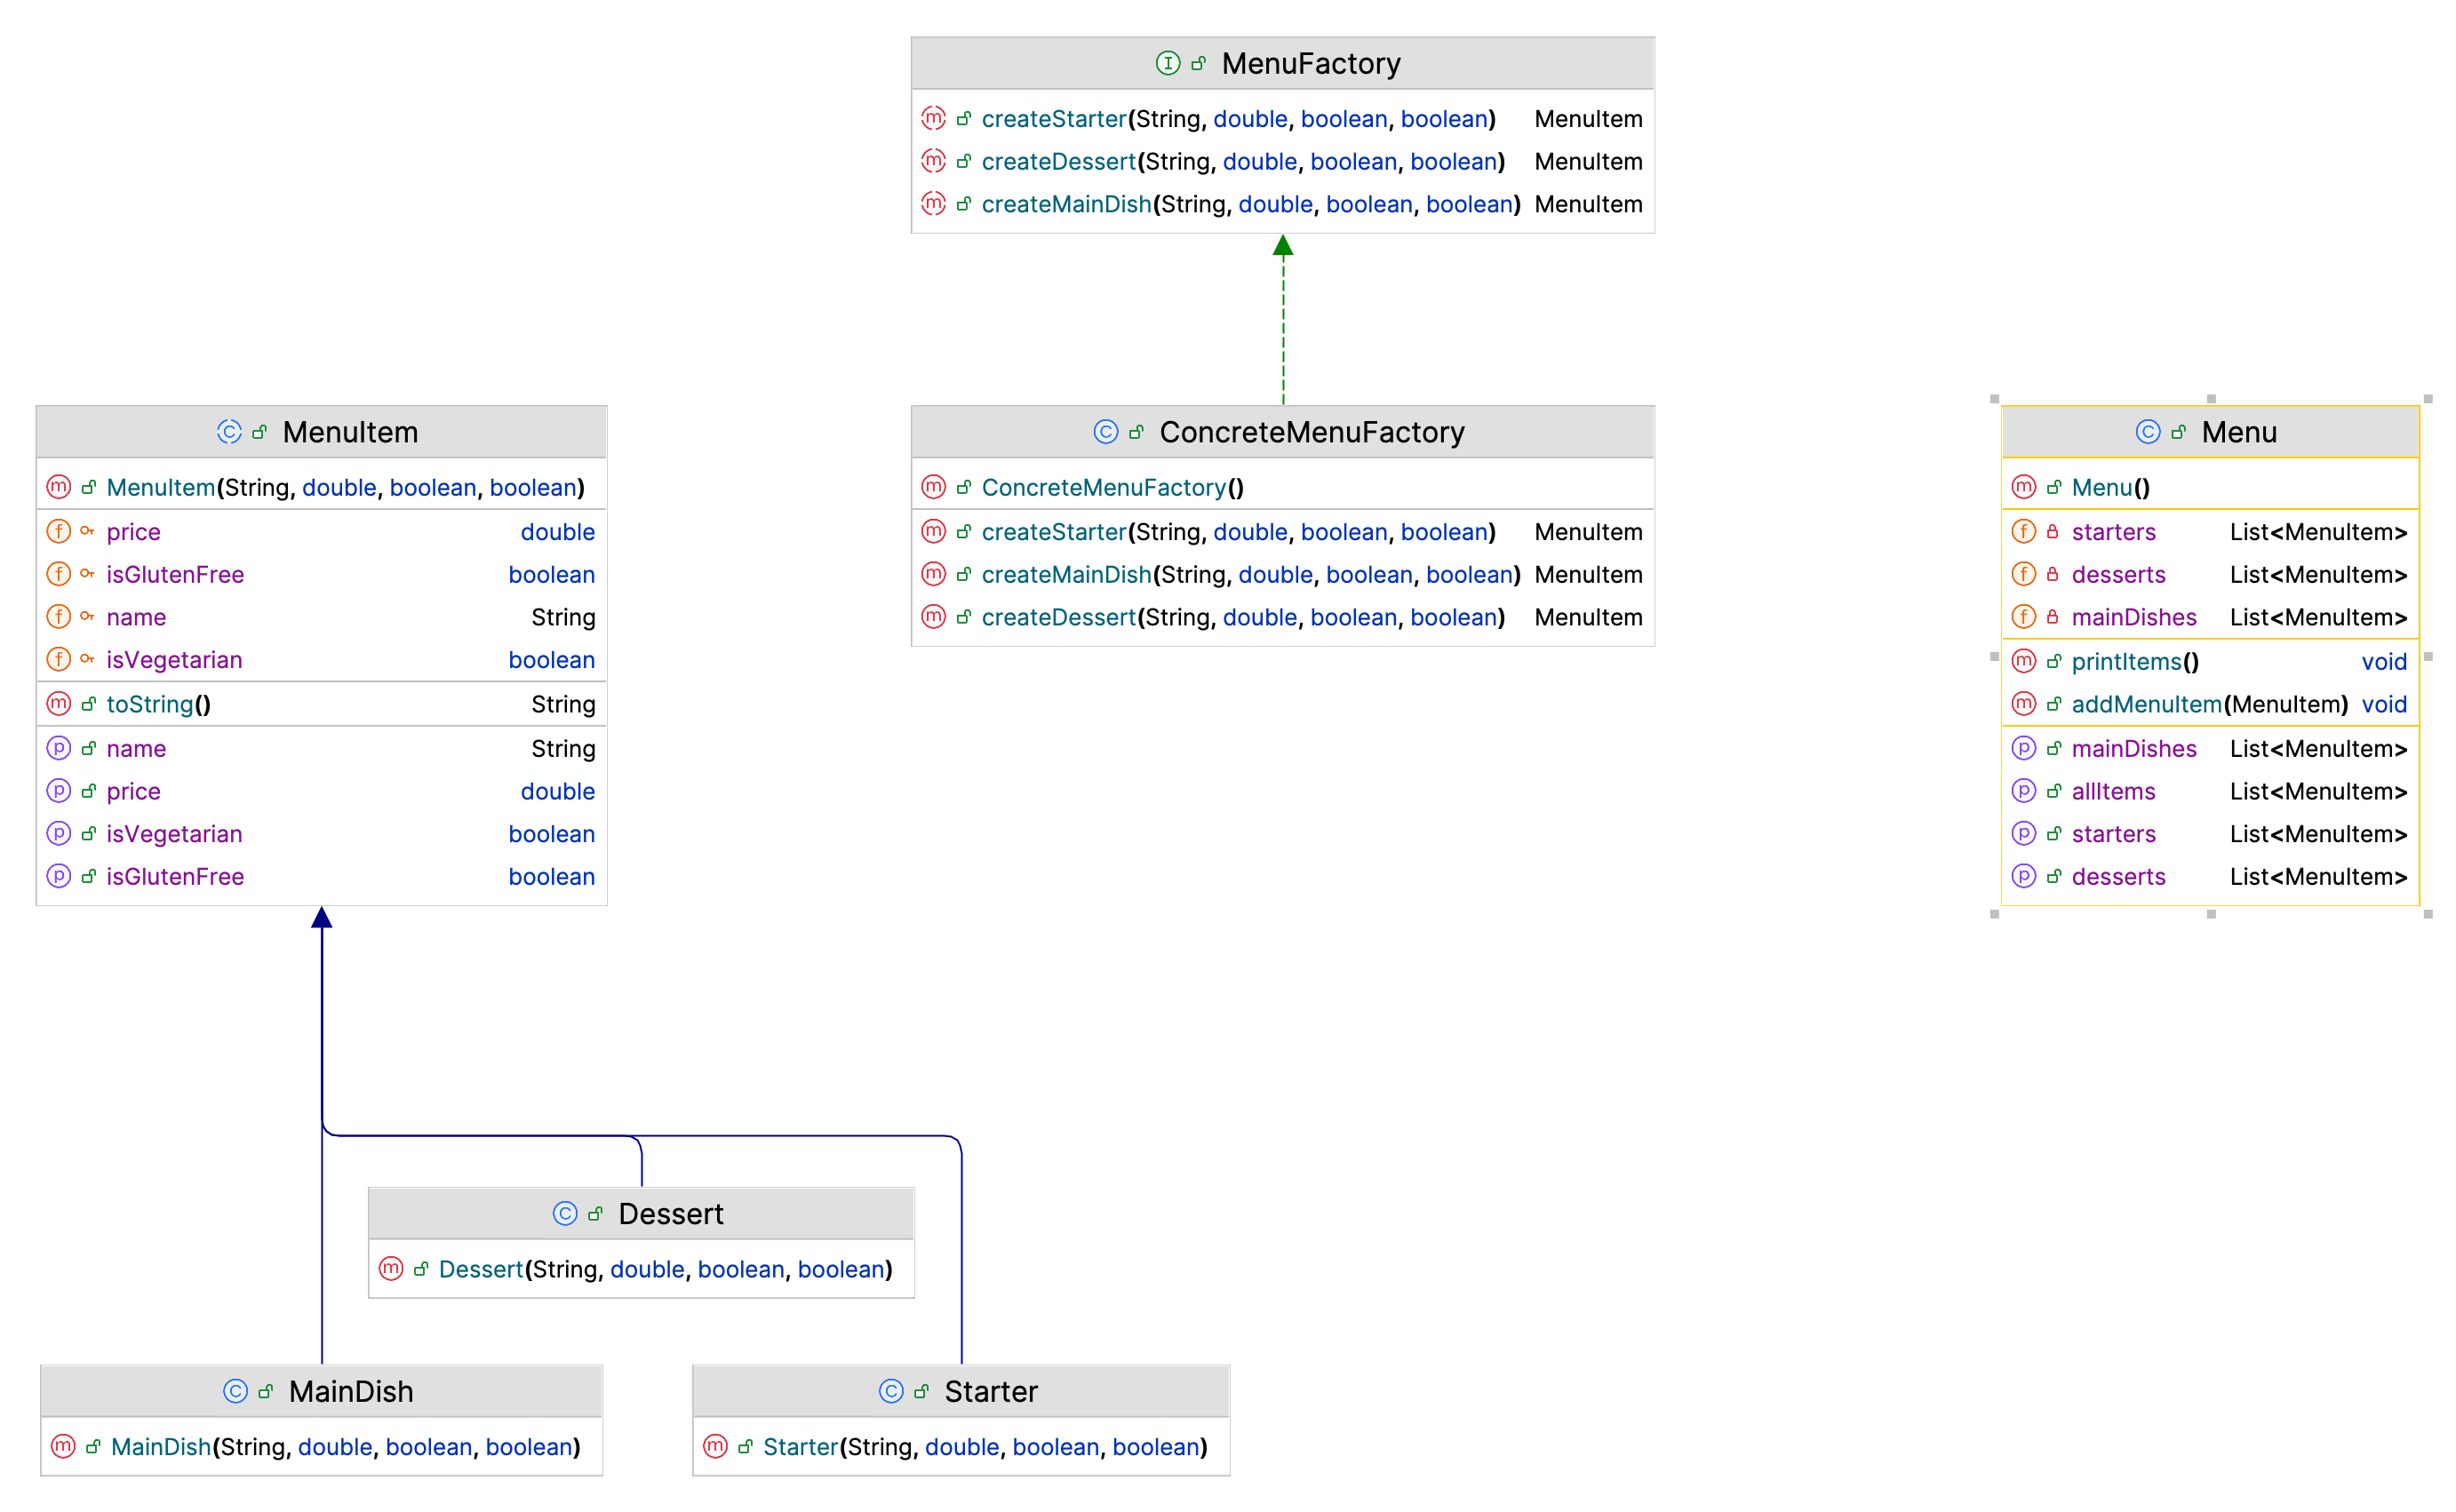 MenuFactory
createStarter(String, double, boolean, boolean) MenuItem
createDessert(String, double, boolean, boolean) MenuItem
createMainDish(String, double, boolean, boolean) MenuItem
MenuItem
MenuItem(String, double, boolean, boolean)
price double
isGlutenFree boolean
name String
isVegetarian boolean
toString() String
name String
price double
isVegetarian boolean
isGlutenFree boolean
ConcreteMenuFactory
ConcreteMenuFactory()
createStarter(String, double, boolean, boolean) MenuItem
createMainDish(String, double, boolean, boolean) MenuItem
createDessert(String, double, boolean, boolean) MenuItem
Menu
Menu()
starters List<MenuItem>
desserts List<MenuItem>
mainDishes List<MenuItem>
printItems() void
addMenuItem(MenuItem) void
mainDishes List<MenuItem>
allItems List<MenuItem>
starters List<MenuItem>
desserts List<MenuItem>
Dessert
Dessert(String, double, boolean, boolean)
MainDish
MainDish(String, double, boolean, boolean)
Starter
Starter(String, double, boolean, boolean)